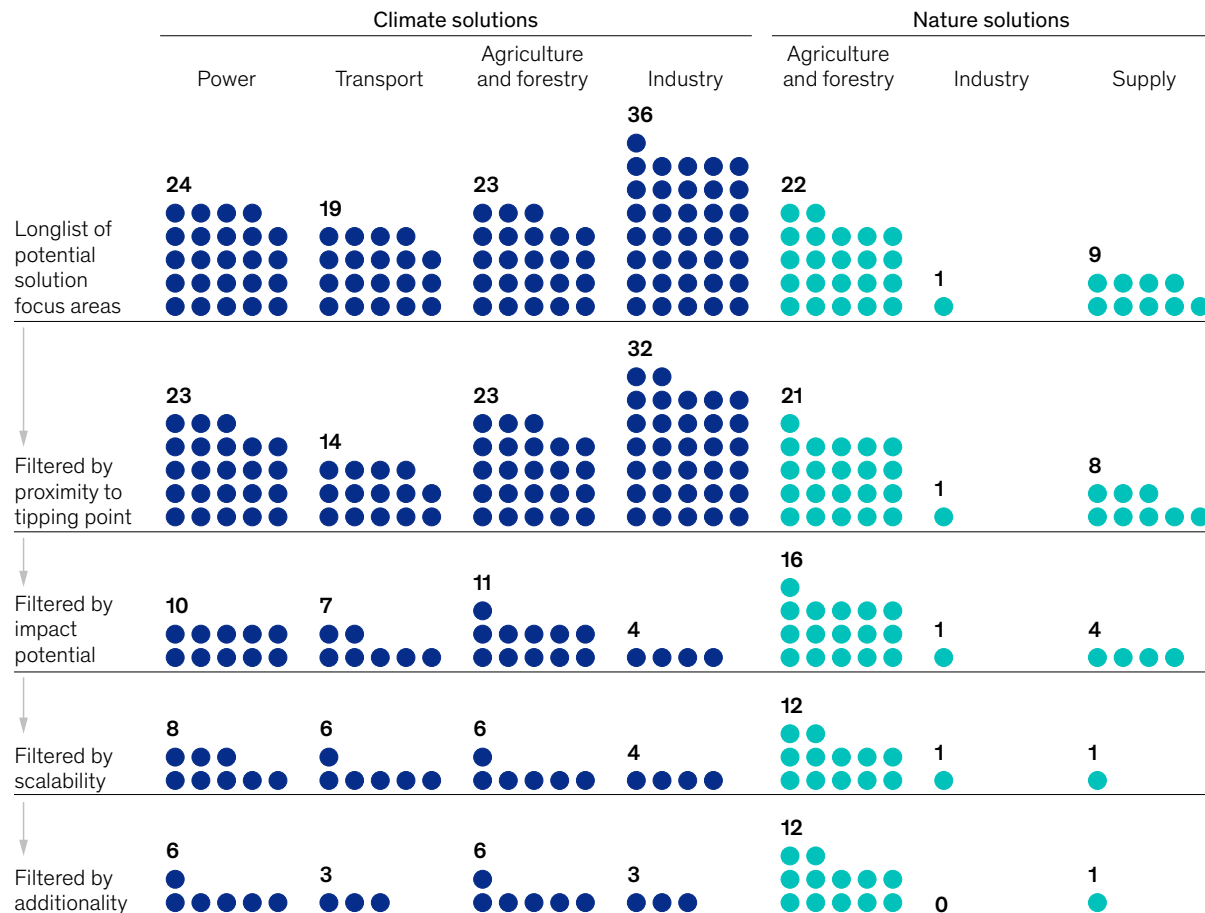 Climate solutions
Nature solutions
Power
Transport
Agriculture
and forestry
Industry
Agriculture
and forestry
Industry
Supply
Longlist of
potential
solution
focus areas
24
19
23
36
22
1
9
Filtered by
proximity to
tipping point
23
14
23
32
21
1
8
Filtered by
impact
potential
10
7
11
4
16
1
4
Filtered by
scalability
8
6
6
4
12
1
1
Filtered by
additionality
6
3
6
3
12
0
1